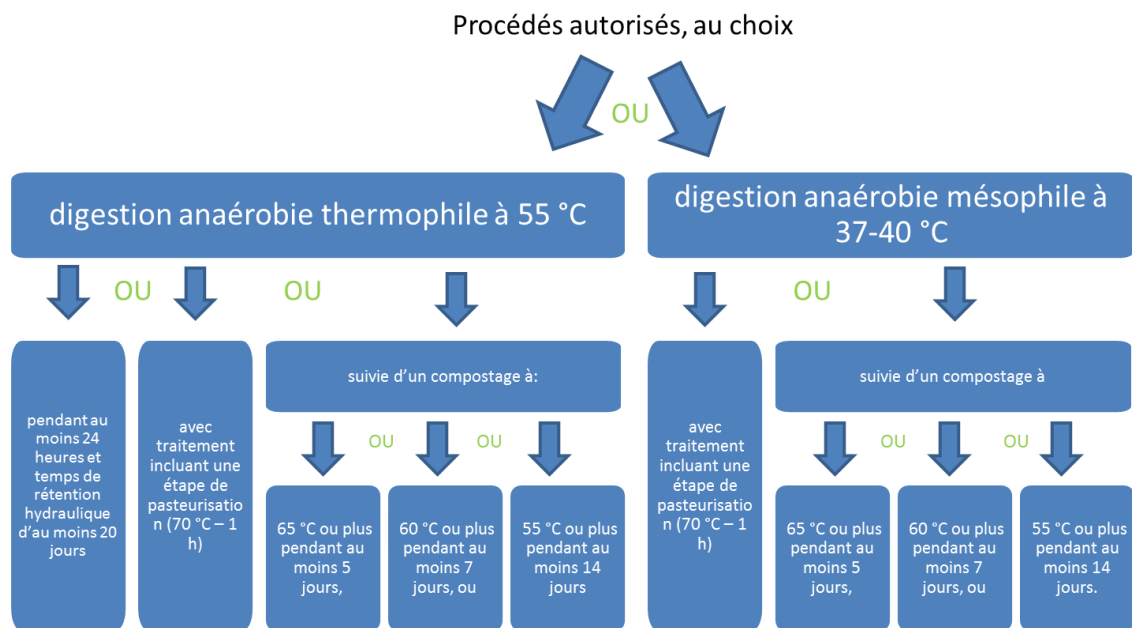 Procédés autorisés, au choix
OU
digestion anaérobie thermophile à 55 °C
digestion anaérobie mésophile à
37-40 °C
OU
OU
OU
pendant au
moins 24
heures et
temps de
rétention
hydraulique
d'au moins 20
jours
avec
traitement
incluant une
étape de
pasteurisatio
n (70 °C – 1
h)
suivie d'un compostage à:
OU
OU
65 °C ou plus
pendant au
moins 5
jours,
60 °C ou plus
pendant au
moins 7
jours, ou
55 °C ou plus
pendant au
moins 14
jours
avec
traitement
incluant une
étape de
pasteurisatio
n (70 °C – 1
h)
suivie d'un compostage à
OU
OU
65 °C ou plus
pendant au
moins 5
jours,
60 °C ou plus
pendant au
moins 7
jours, ou
55 °C ou plus
pendant au
moins 14
jours.